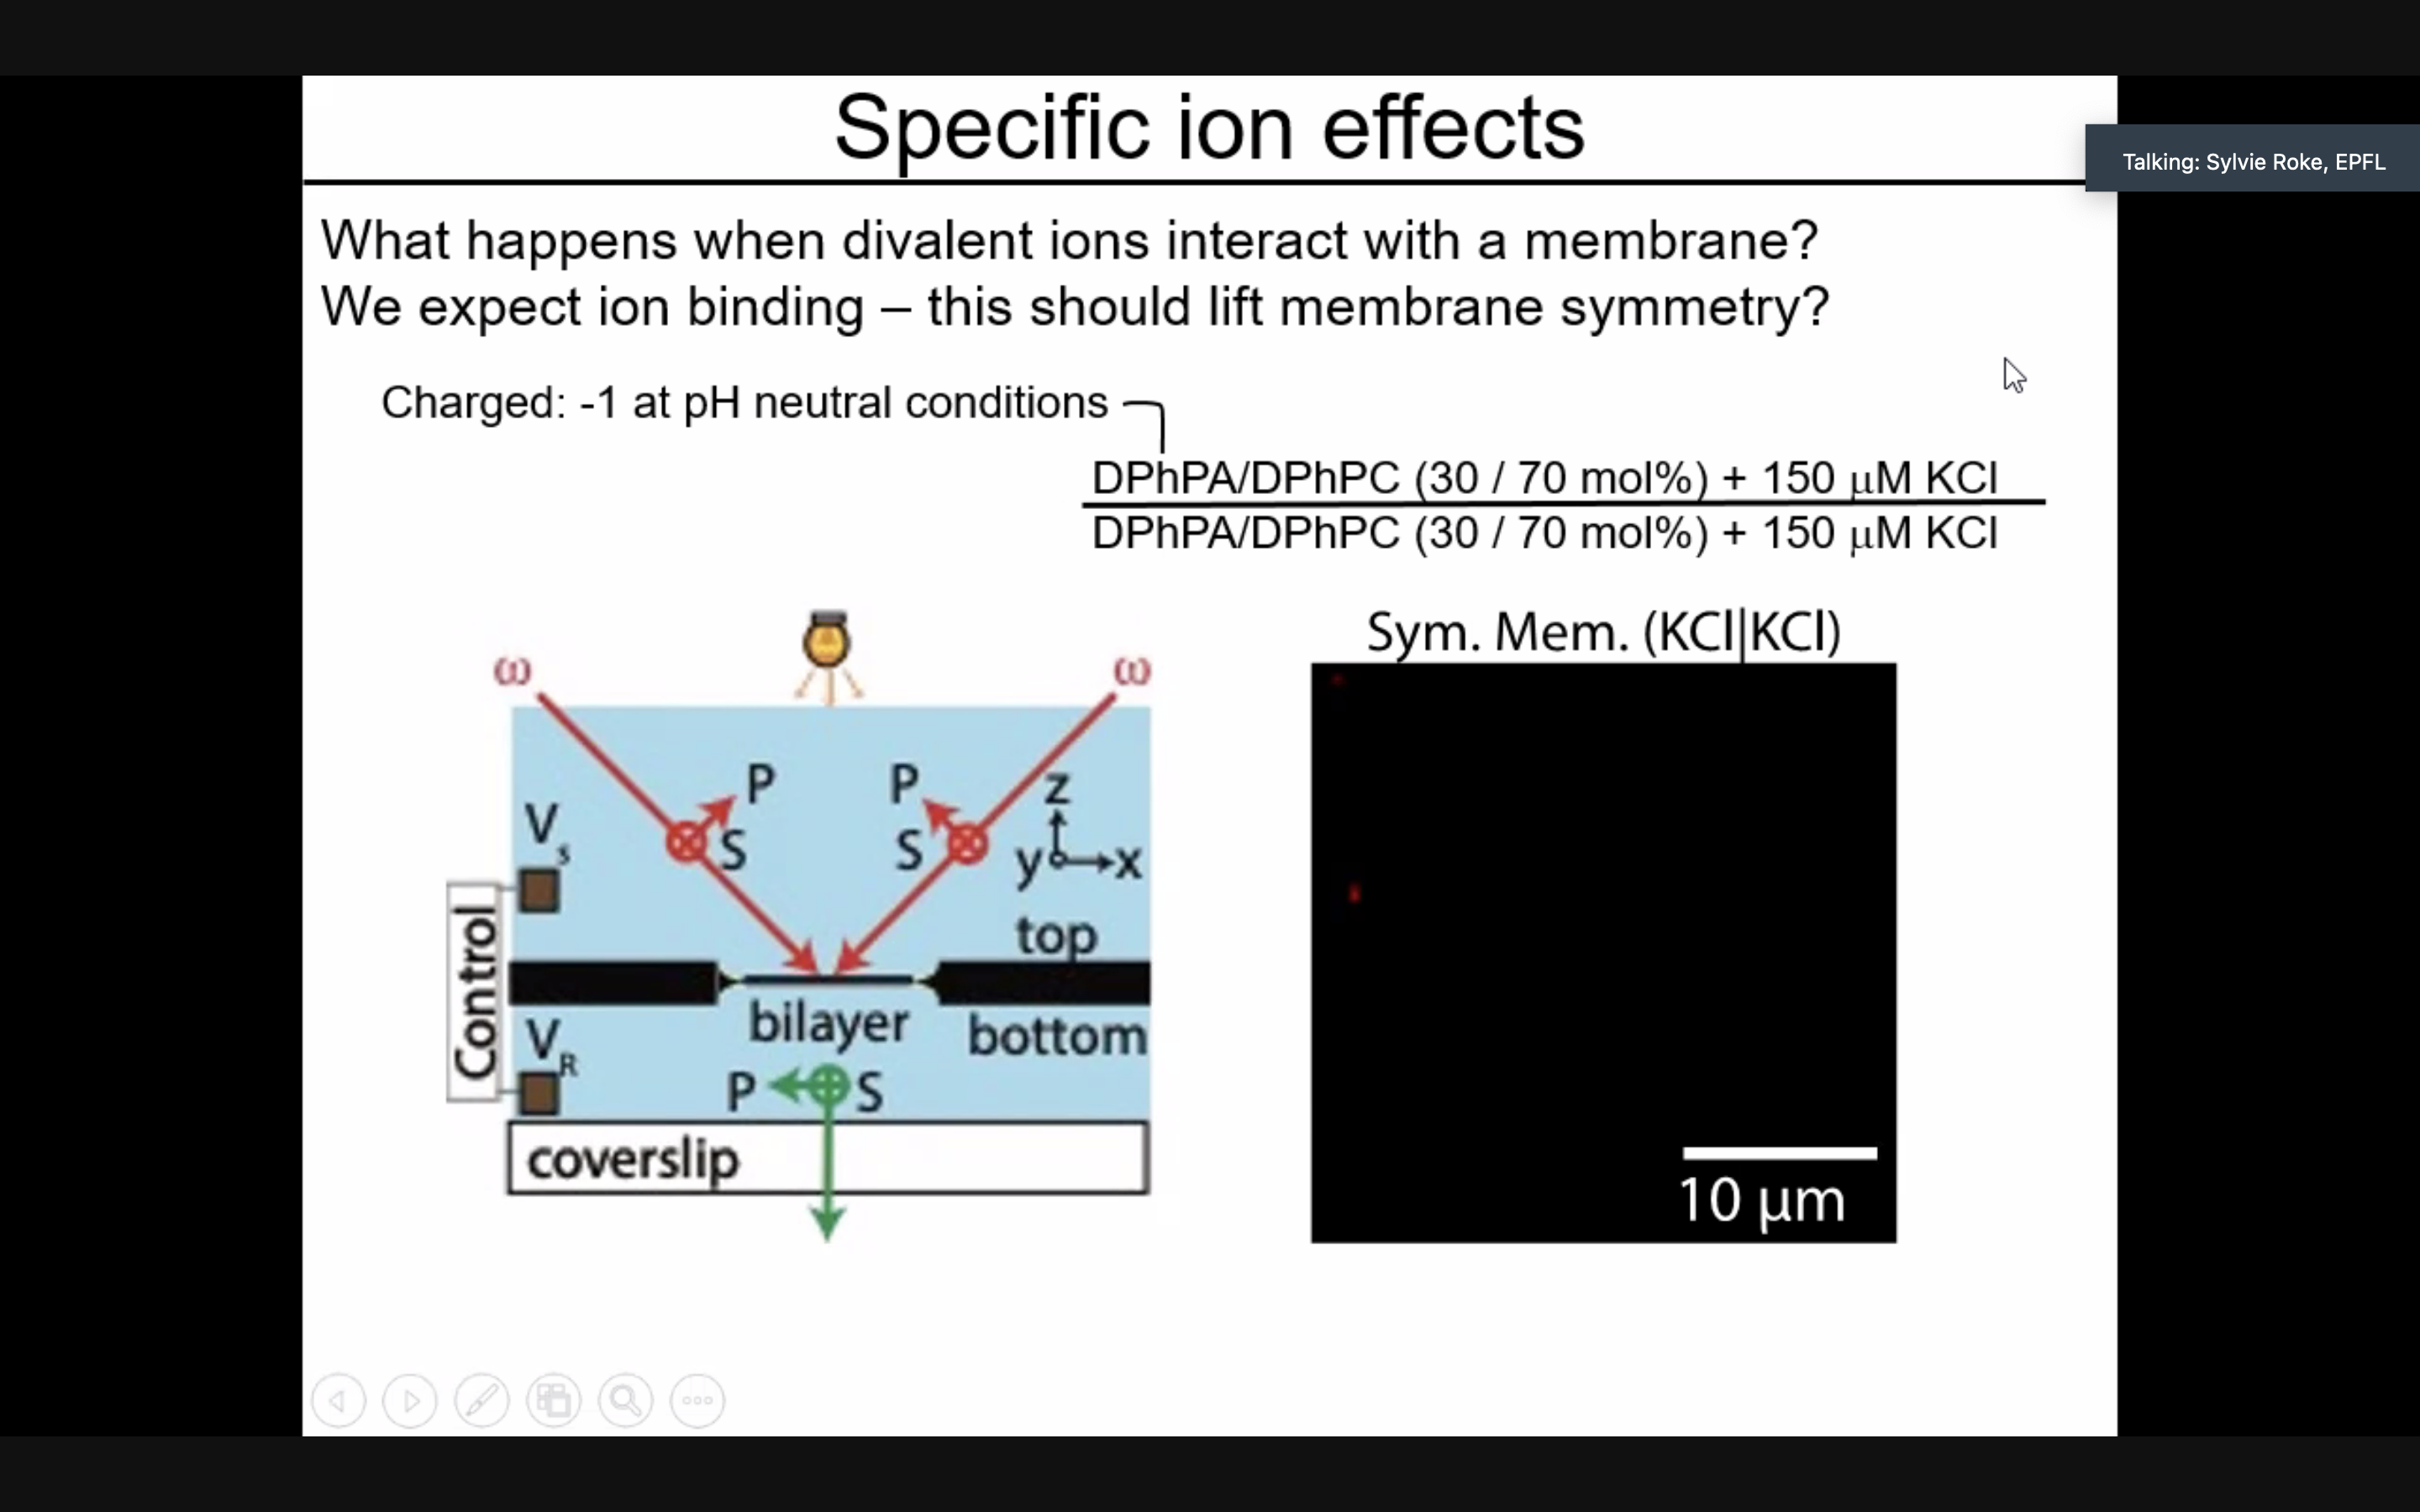 Specific ion effects
Talking: Sylvie Roke, EPFL
What happens when divalent ions interact with a membrane?
We expect ion binding – this should lift membrane symmetry?
Charged: -1 at pH neutral conditions
DPhPA/DPhPC (30 / 70 mol%) + 150 μM KCl
DPhPA/DPhPC (30 / 70 mol%) + 150 μM KCl
Sym. Mem. (KCl|KCl)
ω ω
P P z
Vs S S y x
Control
top
bilayer
VR bottom
P S
coverslip
10 μm